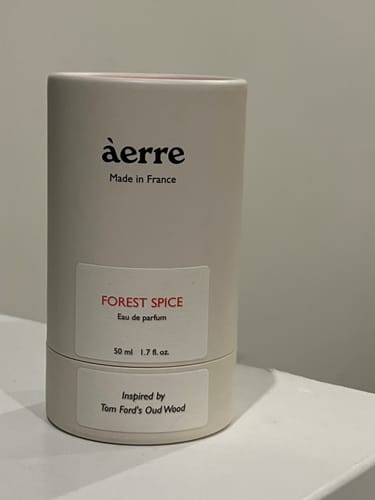 àerre
Made in France
FOREST SPICE
Eau de parfum
50 ml 1.7 fl. oz.
Inspired by
Tom Ford's Oud Wood